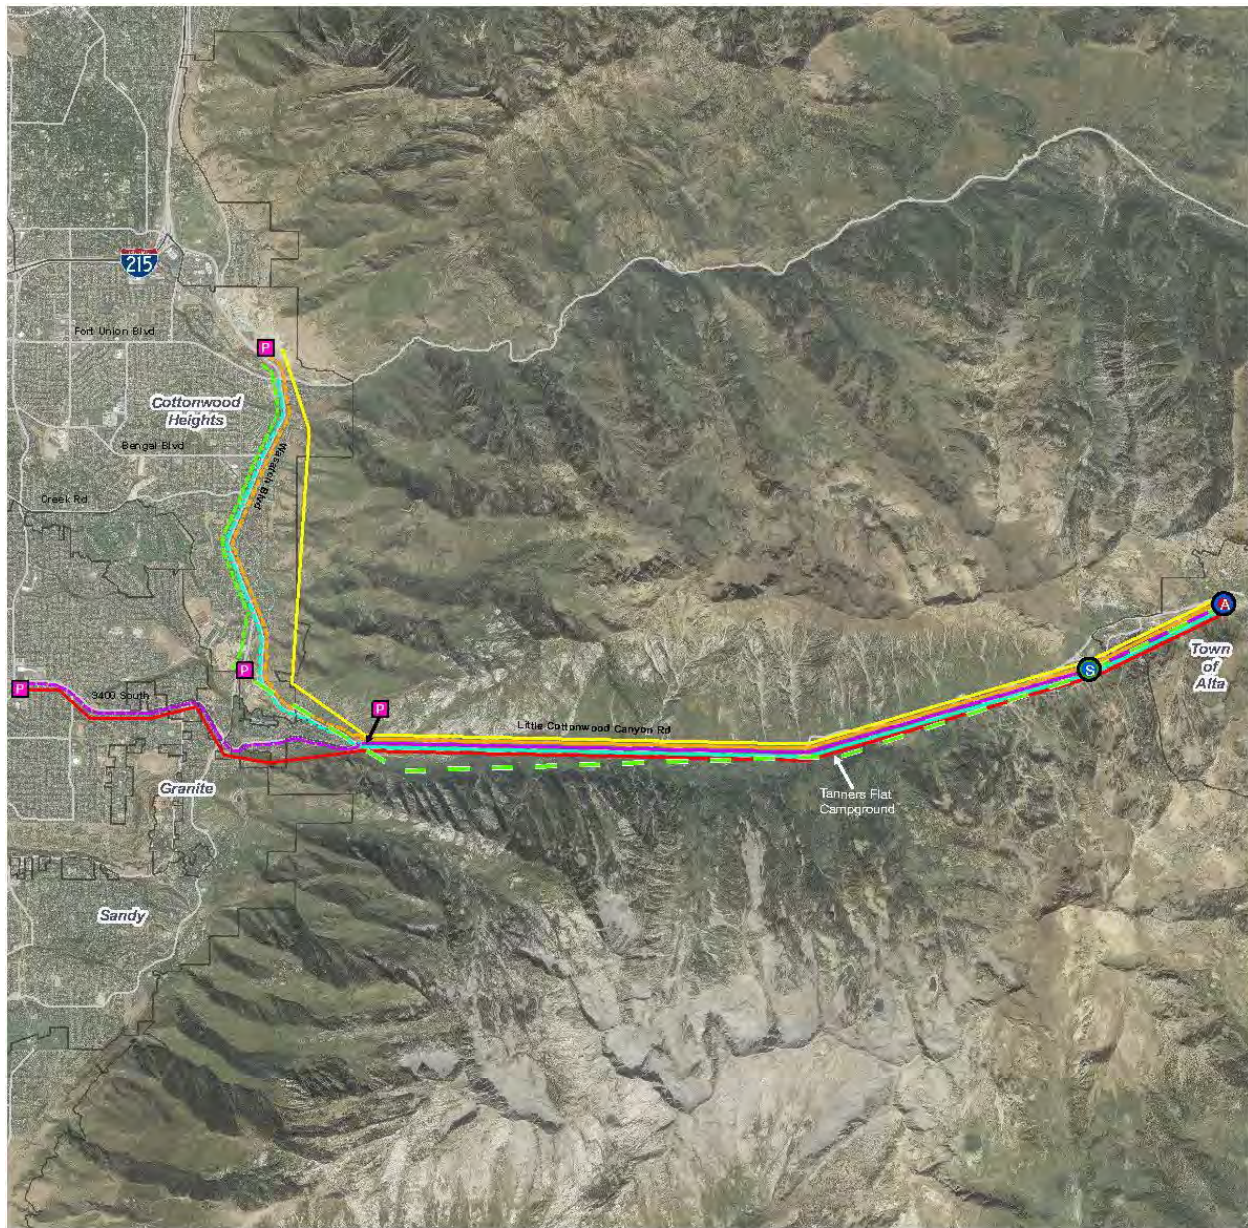 215
Fort Union Blvd
P
Cottonwood
Heights
Bengal Blvd
Wasatch Blvd
Creek Rd
A
Town
of
Alta
S
P
P
9400 South
P
Little Cottonwood Canyon Rd
Tanners Flat
Campground
Granite
Sandy